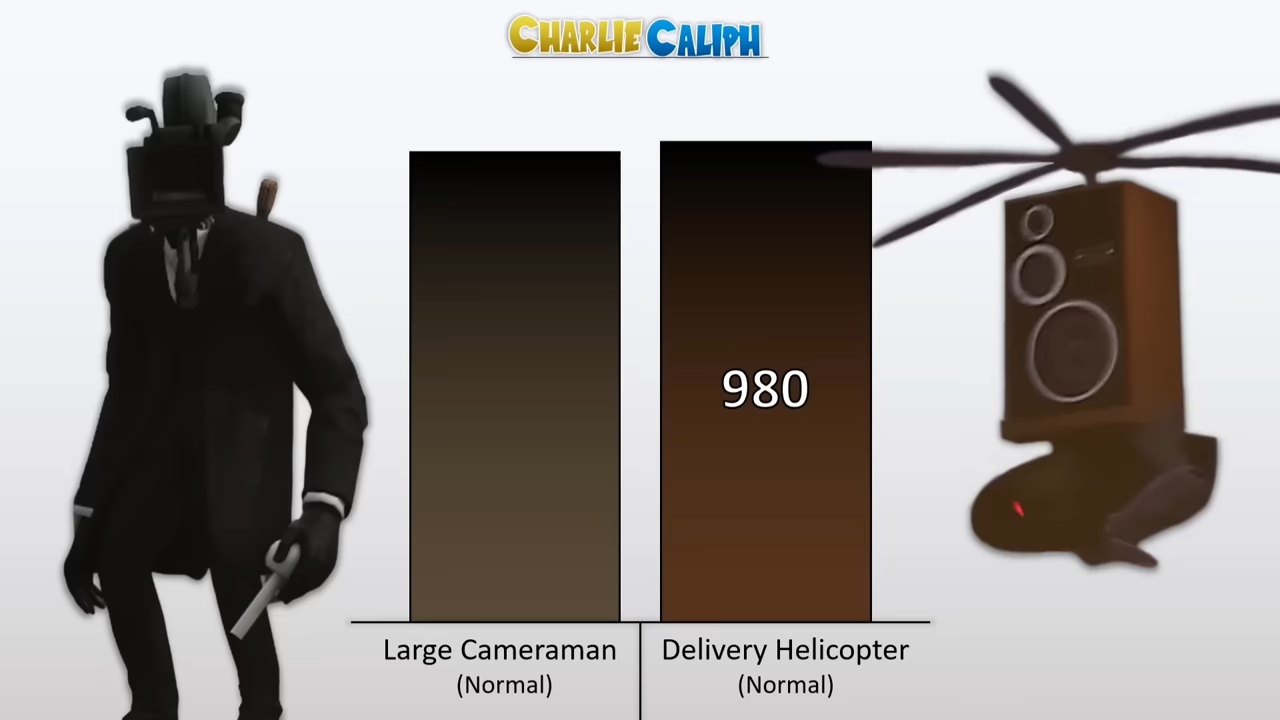 CHARLIE CALIPH
980
Large Cameraman
(Normal)
Delivery Helicopter
(Normal)